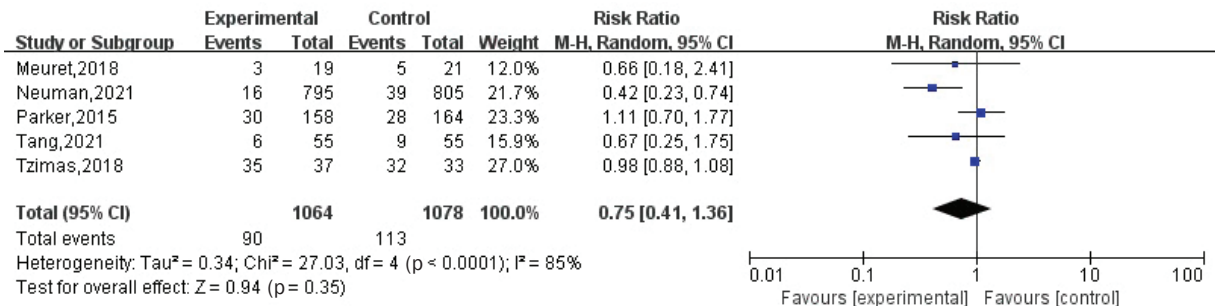 Experimental Control Risk Ratio Risk Ratio
Study or Subgroup Events Total Events Total Weight M-H, Random, 95% CI M-H, Random, 95% CI
Meuret,2018 3 19 5 21 12.0% 0.66 [0.18, 2.41]
Neuman,2021 16 795 39 805 21.7% 0.42 [0.23, 0.74]
Parker,2015 30 158 28 164 23.3% 1.11 [0.70, 1.77]
Tang,2021 6 55 9 55 15.9% 0.67 [0.25, 1.75]
Tzimas,2018 35 37 32 33 27.0% 0.98 [0.88, 1.08]
Total (95% CI) 1064 1078 100.0% 0.75 [0.41, 1.36]
Total events 90 113
Heterogeneity: Tau² = 0.34; Chi² = 27.03, df = 4 (p < 0.0001); I² = 85%
Test for overall effect: Z = 0.94 (p = 0.35)
0.01 0.1 1 10 100
Favours [experimental] Favours [control]